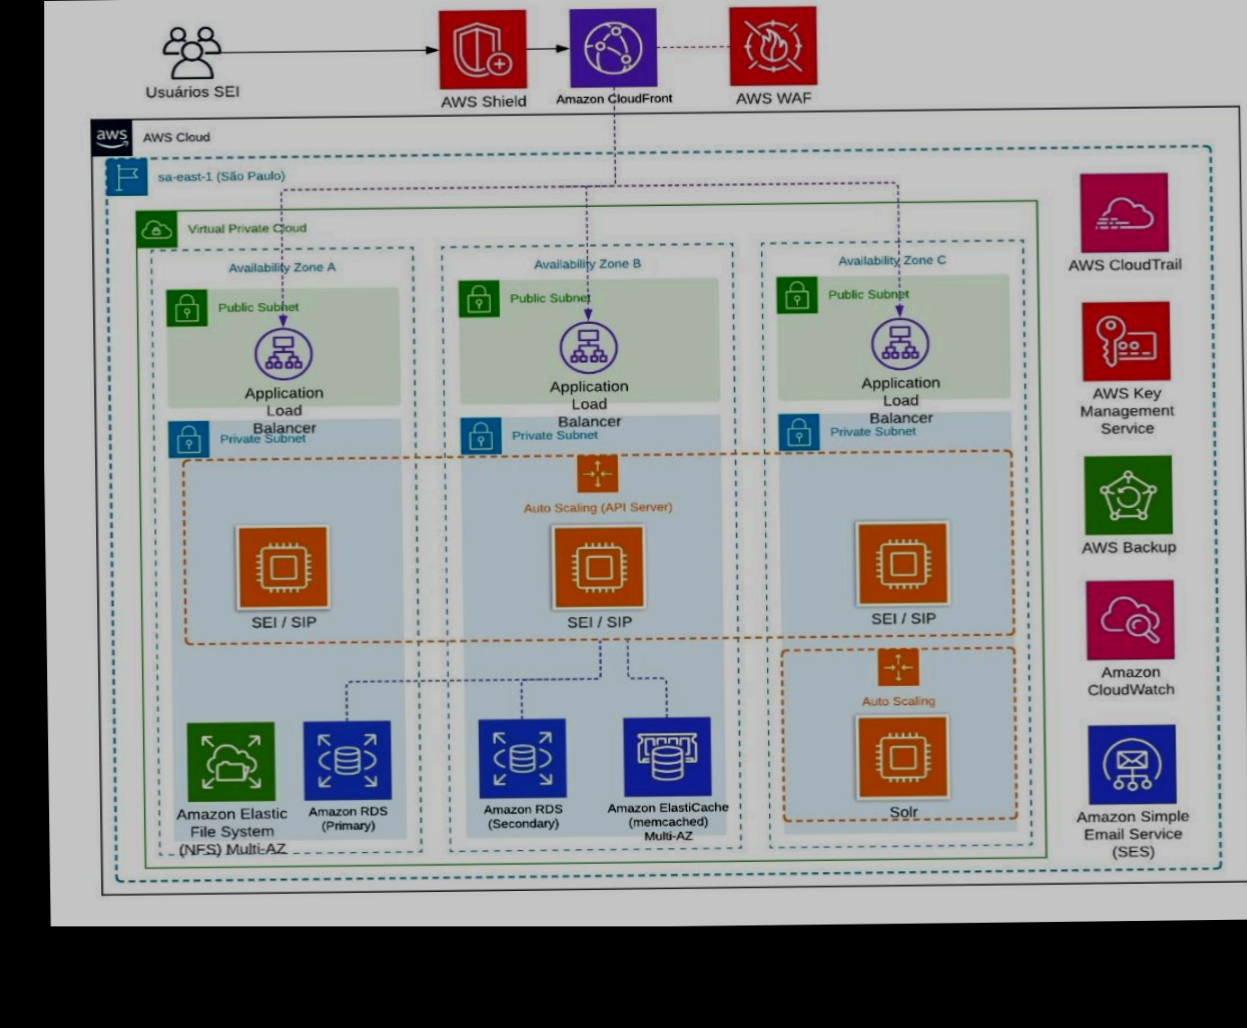 Usuários SEI
AWS Shield
Amazon CloudFront
AWS WAF
aws
AWS Cloud
sa-east-1 (São Paulo)
Virtual Private Cloud
Availability Zone A
Availability Zone B
Availability Zone C
Public Subnet
Public Subnet
Public Subnet
Application
Load
Balancer
Application
Load
Balancer
Application
Load
Balancer
Private Subnet
Private Subnet
Private Subnet
Auto Scaling (API Server)
SEI / SIP
SEI / SIP
SEI / SIP
Auto Scaling
Solr
Amazon Elastic
File System
(NFS) Multi-AZ
Amazon RDS
(Primary)
Amazon RDS
(Secondary)
Amazon ElastiCache
(memcached)
Multi-AZ
AWS CloudTrail
AWS Key
Management
Service
AWS Backup
Amazon
CloudWatch
Amazon Simple
Email Service
(SES)